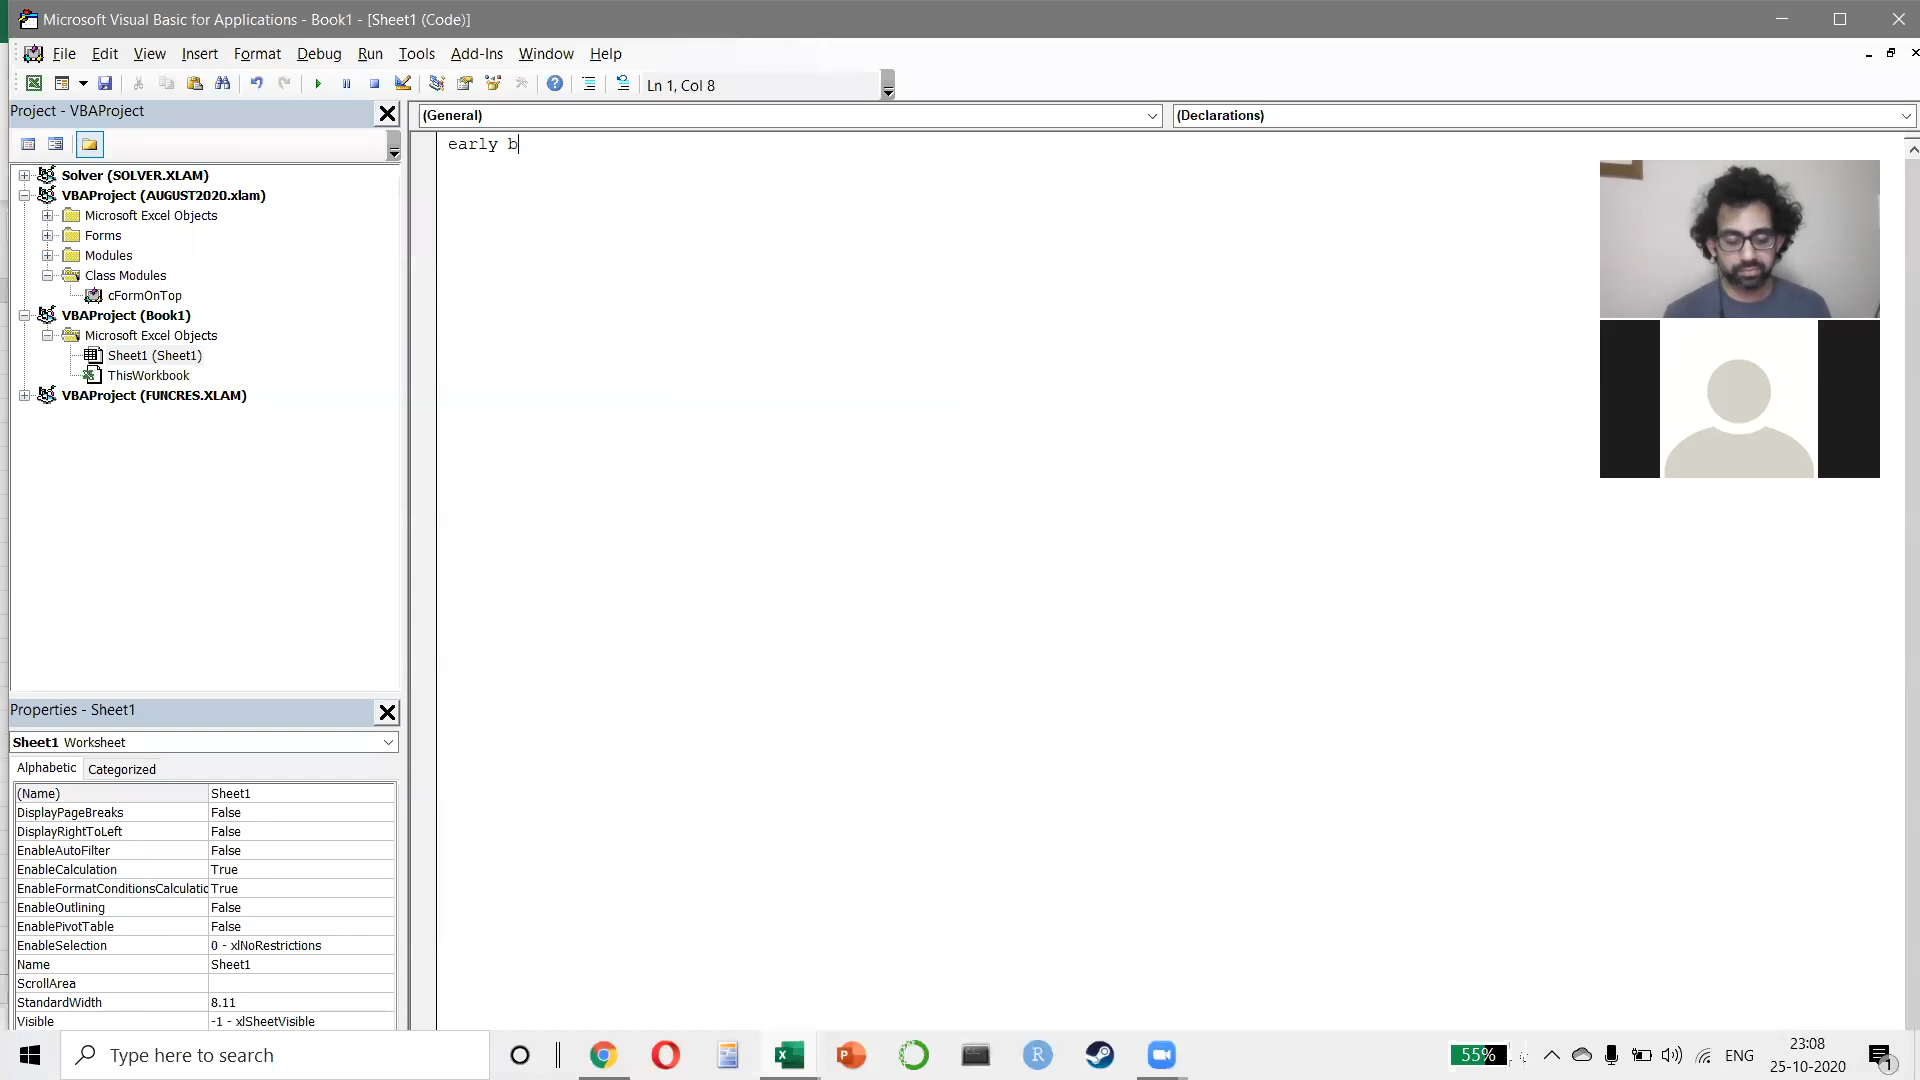 Microsoft Visual Basic for Applications - Book1 - [Sheet1 (Code)]
File Edit View Insert Format Debug Run Tools Add-Ins Window Help
Ln 1, Col 8
Project - VBAProject
(General) (Declarations)
early b
Solver (SOLVER.XLAM)
VBAProject (AUGUST2020.xlam)
Microsoft Excel Objects
Forms
Modules
Class Modules
cFormOnTop
VBAProject (Book1)
Microsoft Excel Objects
Sheet1 (Sheet1)
ThisWorkbook
VBAProject (FUNCRES.XLAM)
Properties - Sheet1
Sheet1 Worksheet
Alphabetic Categorized
(Name) Sheet1
DisplayPageBreaks False
DisplayRightToLeft False
EnableAutoFilter False
EnableCalculation True
EnableFormatConditionsCalculatic True
EnableOutlining False
EnablePivotTable False
EnableSelection 0 - xlNoRestrictions
Name Sheet1
ScrollArea
StandardWidth 8.11
Visible -1 - xlSheetVisible
Type here to search
55%
ENG
23:08
25-10-2020
1